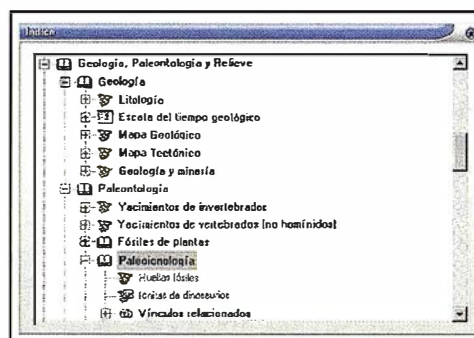 Índice
Geología, Paleontología y Relieve
Geología
Litología
Escala del tiempo geológico
Mapa Geológico
Mapa Tectónico
Geología y minería
Paleontología
Yacimientos de invertebrados
Yacimientos de vertebrados (no homínidos)
Fósiles de plantas
Paleoicnología
Huellas fósiles
Icnitas de dinosaurios
Vínculos relacionados